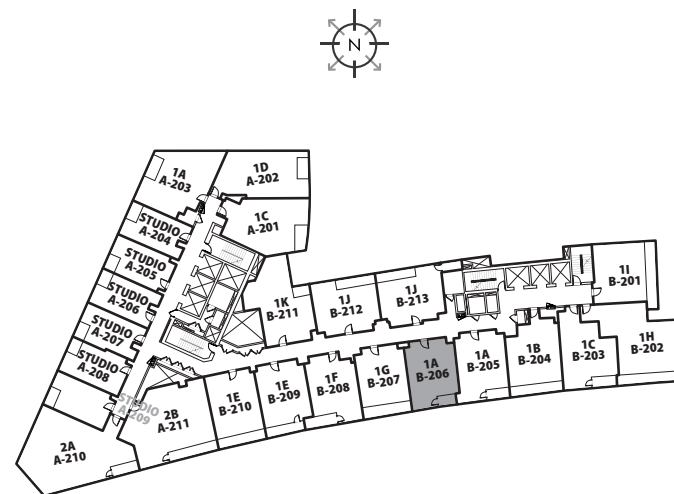 N
1D
A-202
1A
A-203
1C
A-201
STUDIO
A-204
STUDIO
A-205
STUDIO
A-206
STUDIO
A-207
STUDIO
A-208
STUDIO
A-209
2A
A-210
2B
A-211
1K
B-211
1J
B-212
1J
B-213
1I
B-201
1E
B-210
1E
B-209
1F
B-208
1G
B-207
1A
B-206
1A
B-205
1B
B-204
1C
B-203
1H
B-202